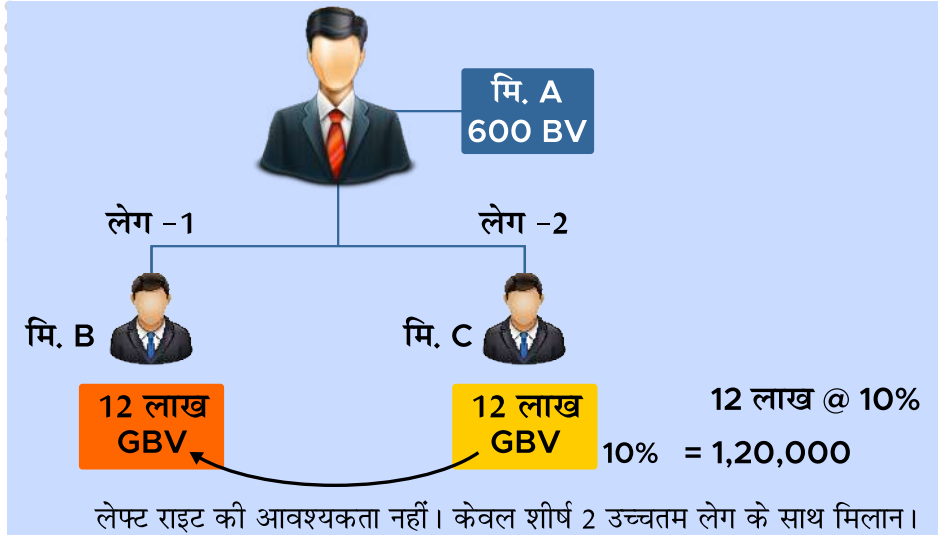 मि. A
600 BV
लेग -1
लेग -2
मि. B
मि. C
12 लाख
GBV
12 लाख
GBV
12 लाख @ 10%
10% = 1,20,000
लेफ्ट राइट की आवश्यकता नहीं। केवल शीर्ष 2 उच्चतम लेग के साथ मिलान।